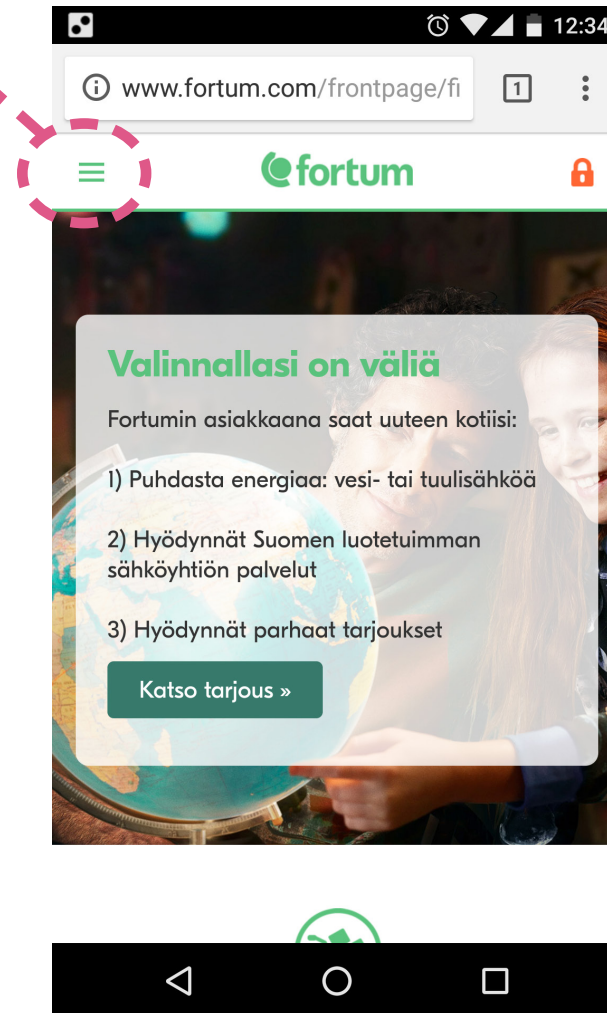 12:34
www.fortum.com/frontpage/fi
1
fortum
Valinnallasi on väliä
Fortumin asiakkaana saat uuteen kotiisi:
1) Puhdasta energiaa: vesi- tai tuulisähköä
2) Hyödynnät Suomen luotetuimman
sähköyhtiön palvelut
3) Hyödynnät parhaat tarjoukset
Katso tarjous »